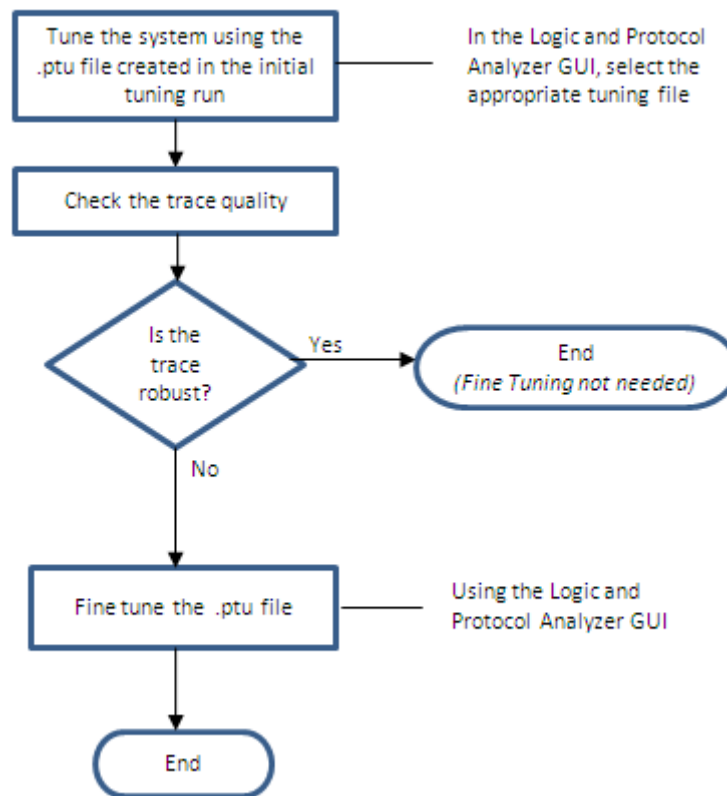 Tune the system using the
.ptu file created in the initial
tuning run
In the Logic and Protocol
Analyzer GUI, select the
appropriate tuning file
Check the trace quality
Is the
trace
robust?
Yes
End
(Fine Tuning not needed)
No
Fine tune the .ptu file
Using the Logic and
Protocol Analyzer GUI
End